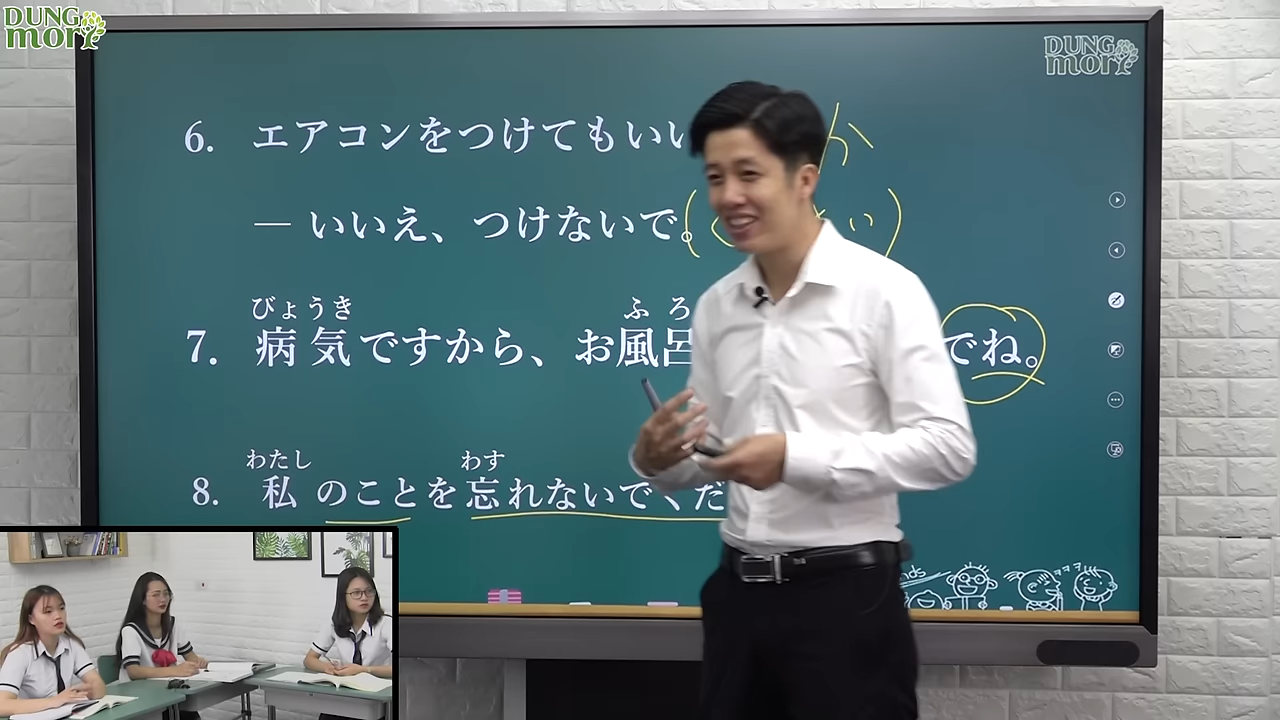 DUNG
mori
DUNG
mori
6. エアコンをつけてもいい か
— いいえ、つけないで。( い)
びょうき ふろ
7. 病気ですから、お風呂 でね。
わたし わす
8. 私のことを忘れないでくだ